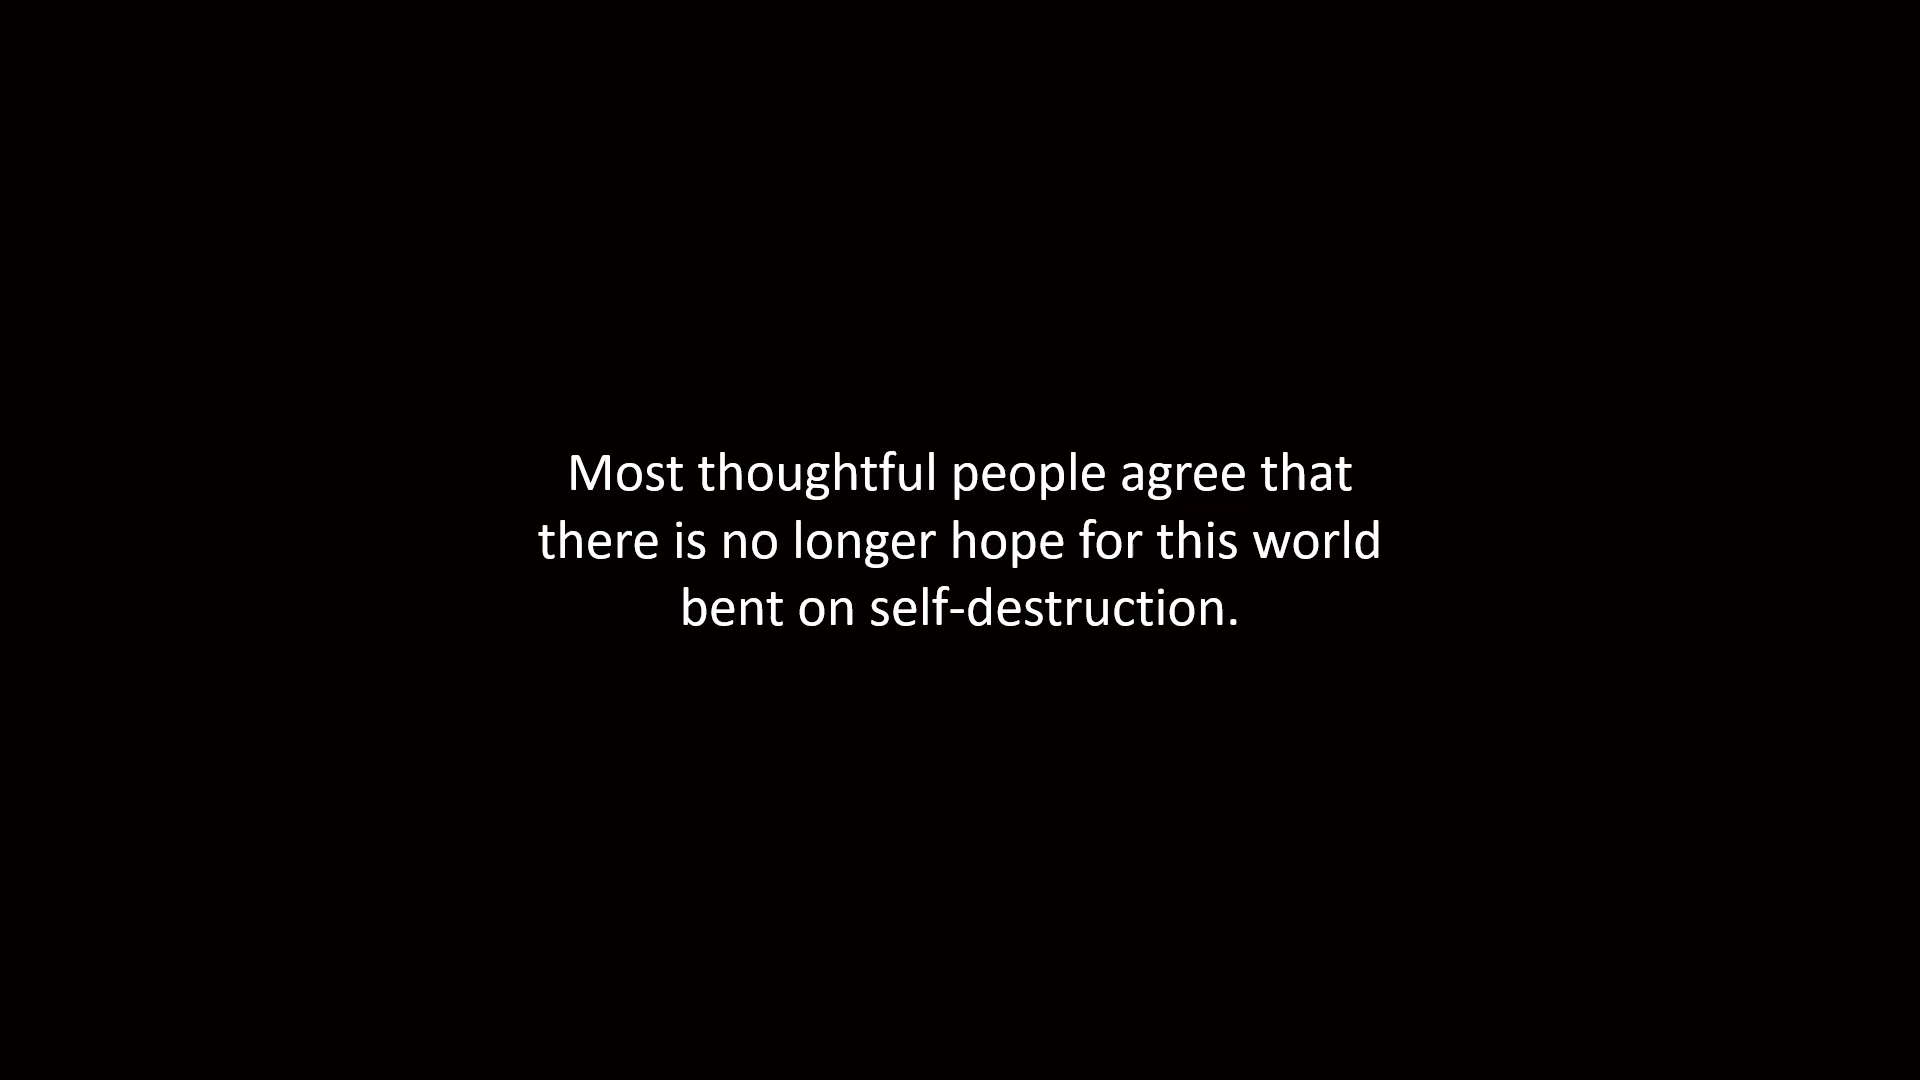 Most thoughtful people agree that
there is no longer hope for this world
bent on self-destruction.